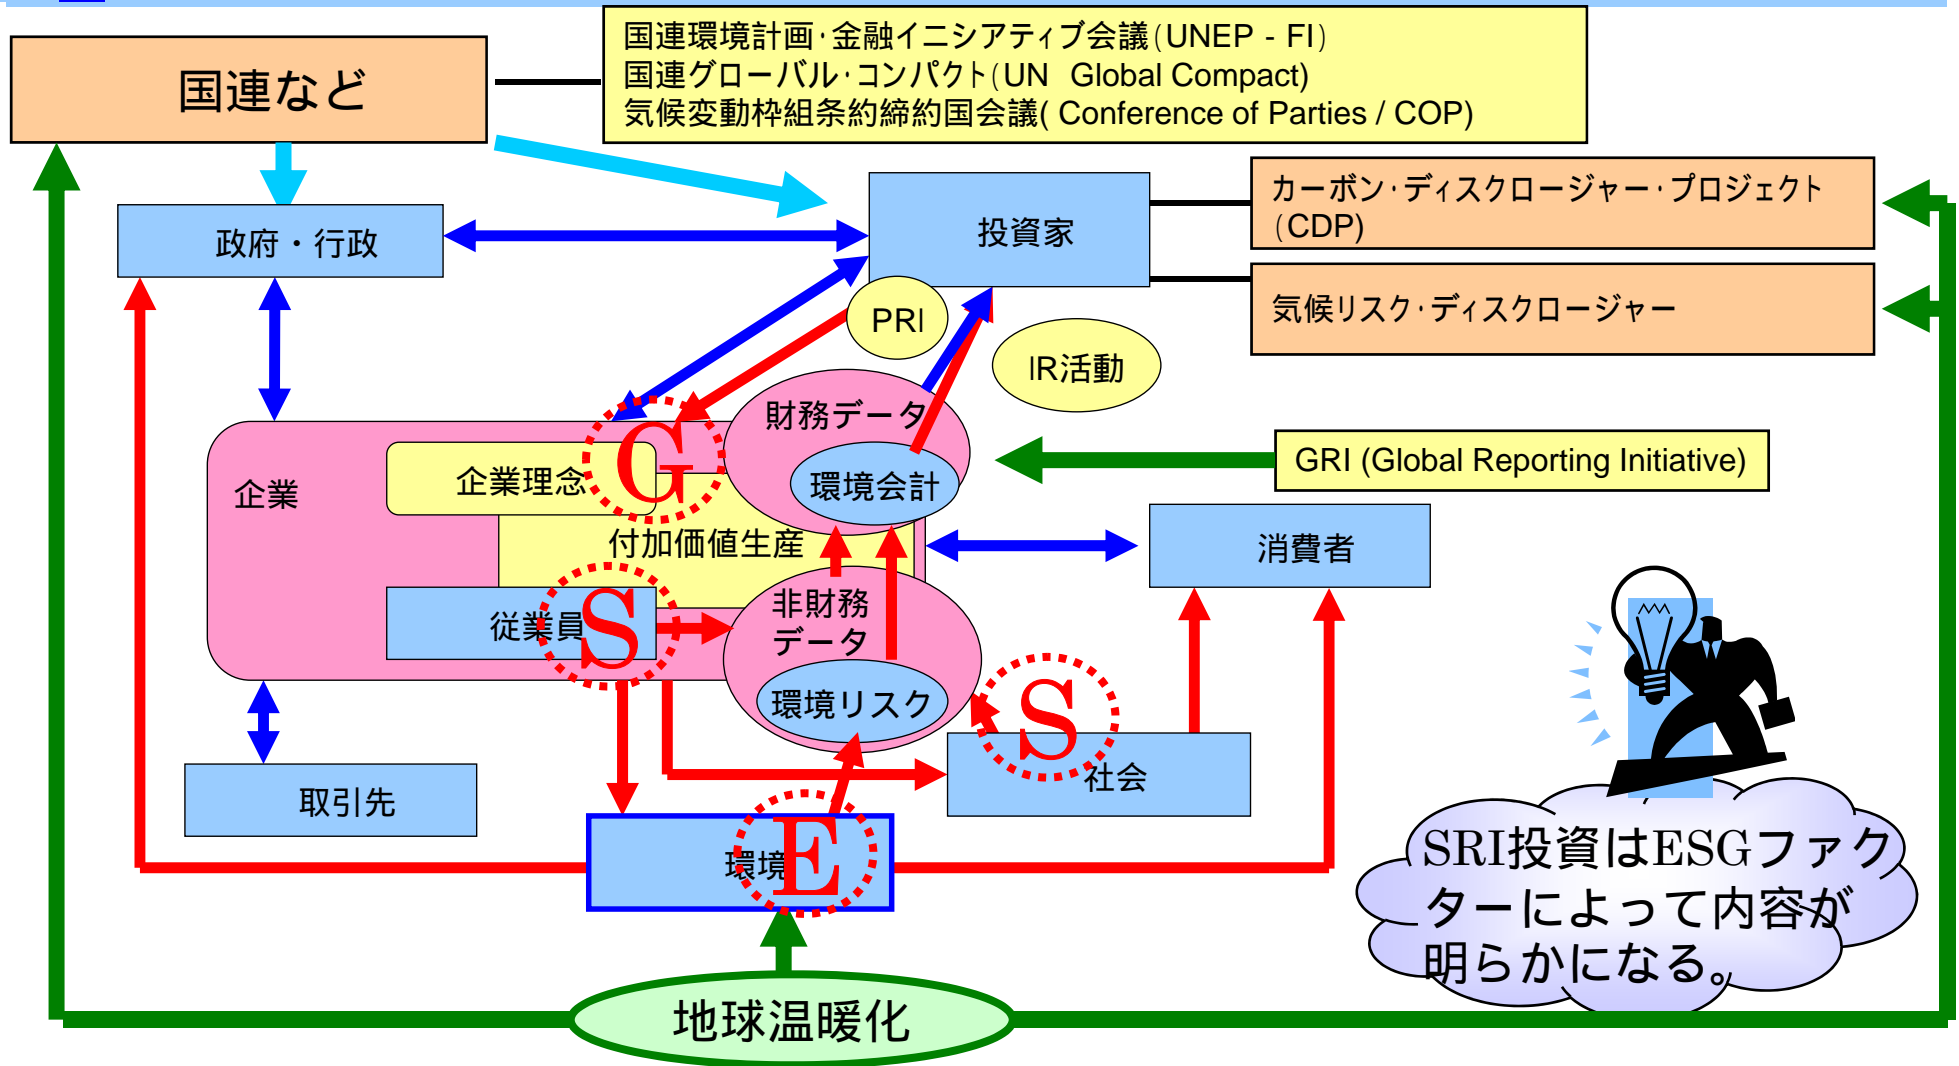 国連環境計画･金融イニシアティブ会議(UNEP - FI)
国連グローバル･コンパクト(UN Global Compact)
気候変動枠組条約締約国会議( Conference of Parties / COP)
国連など
カーボン･ディスクロージャー･プロジェクト
(CDP)
政府・行政
投資家
気候リスク･ディスクロージャー
PRI
IR活動
財務データ
G
企業理念
環境会計
GRI (Global Reporting Initiative)
企業
付加価値生産
消費者
非財務
データ
従業員
S
環境リスク
S
社会
取引先
環境
E
SRI投資はESGファク
ターによって内容が
明らかになる。
地球温暖化